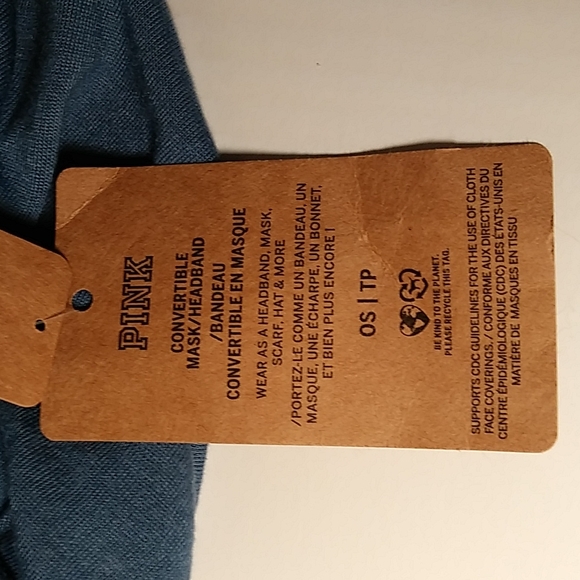 PINK
CONVERTIBLE
MASK/HEADBAND
/BANDEAU
CONVERTIBLE EN MASQUE
WEAR AS A HEADBAND, MASK,
SCARF, HAT & MORE
/PORTEZ-LE COMME UN BANDEAU, UN
MASQUE, UNE ÉCHARPE, UN BONNET,
ET BIEN PLUS ENCORE!
OS | TP
BE KIND TO THE PLANET.
PLEASE RECYCLE THIS TAG.
SUPPORTS CDC GUIDELINES FOR THE USE OF CLOTH
FACE COVERINGS. / CONFORME AUX DIRECTIVES DU
CENTRE ÉPIDÉMIOLOGIQUE (CDC) DES ÉTATS-UNIS EN
MATIÈRE DE MASQUES EN TISSU